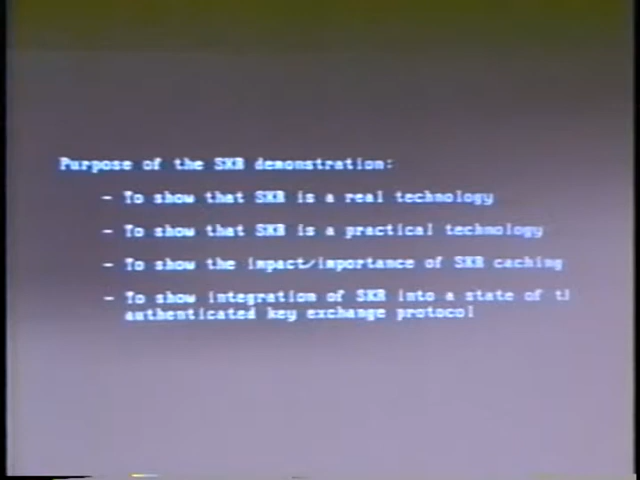 Purpose of the SKR demonstration:
- To show that SKR is a real technology
- To show that SKR is a practical technology
- To show the impact/importance of SKR caching
- To show integration of SKR into a state of
authenticated key exchange protocol